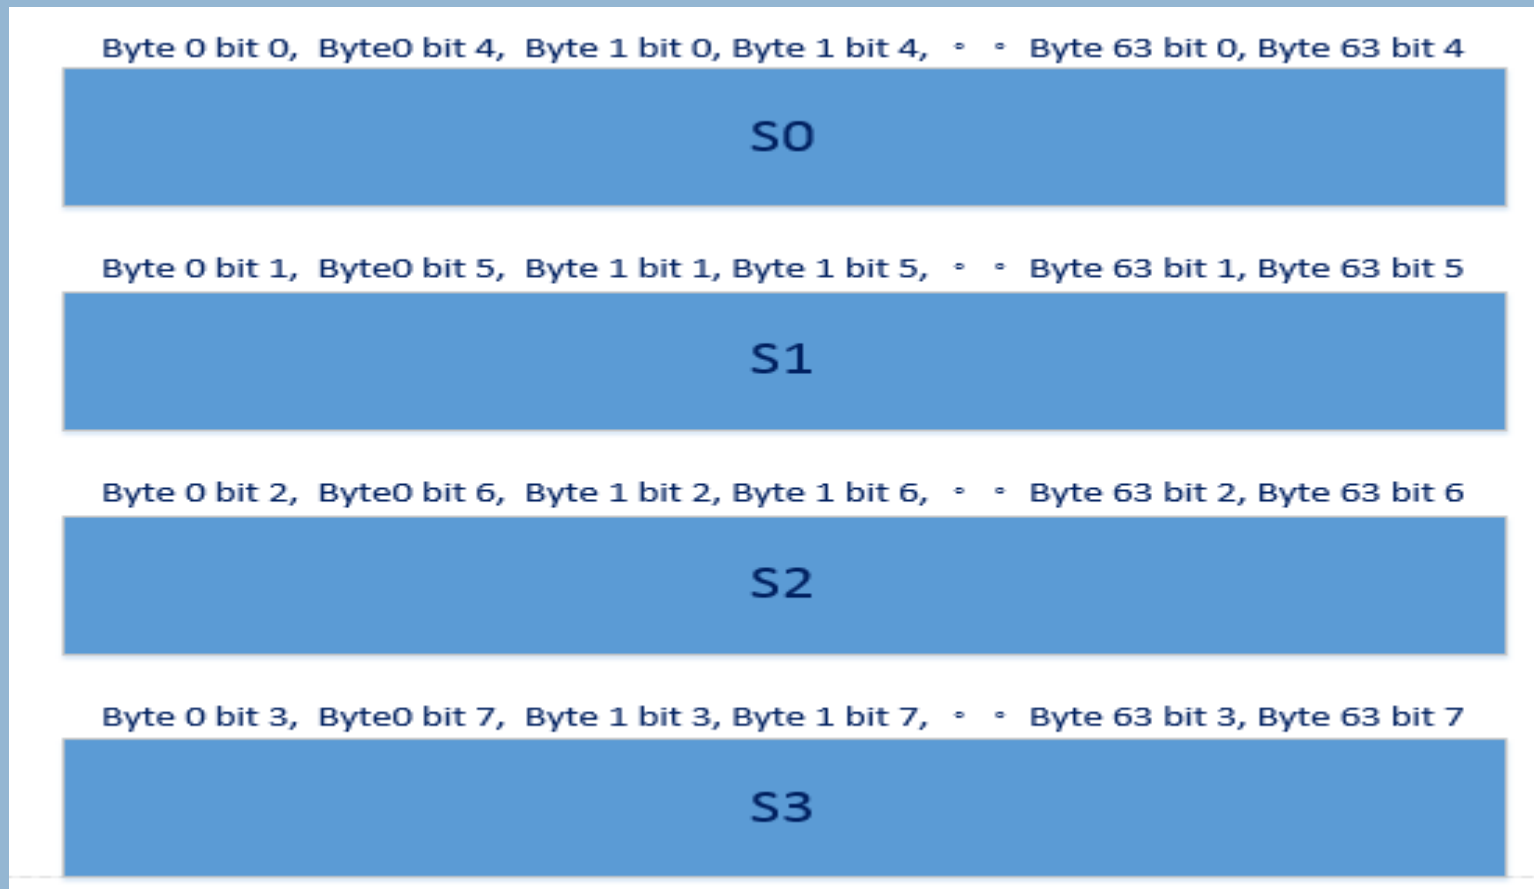 Byte 0 bit 0, Byte0 bit 4, Byte 1 bit 0, Byte 1 bit 4, ∘ ∘ Byte 63 bit 0, Byte 63 bit 4
S0
Byte 0 bit 1, Byte0 bit 5, Byte 1 bit 1, Byte 1 bit 5, ∘ ∘ Byte 63 bit 1, Byte 63 bit 5
S1
Byte 0 bit 2, Byte0 bit 6, Byte 1 bit 2, Byte 1 bit 6, ∘ ∘ Byte 63 bit 2, Byte 63 bit 6
S2
Byte 0 bit 3, Byte0 bit 7, Byte 1 bit 3, Byte 1 bit 7, ∘ ∘ Byte 63 bit 3, Byte 63 bit 7
S3